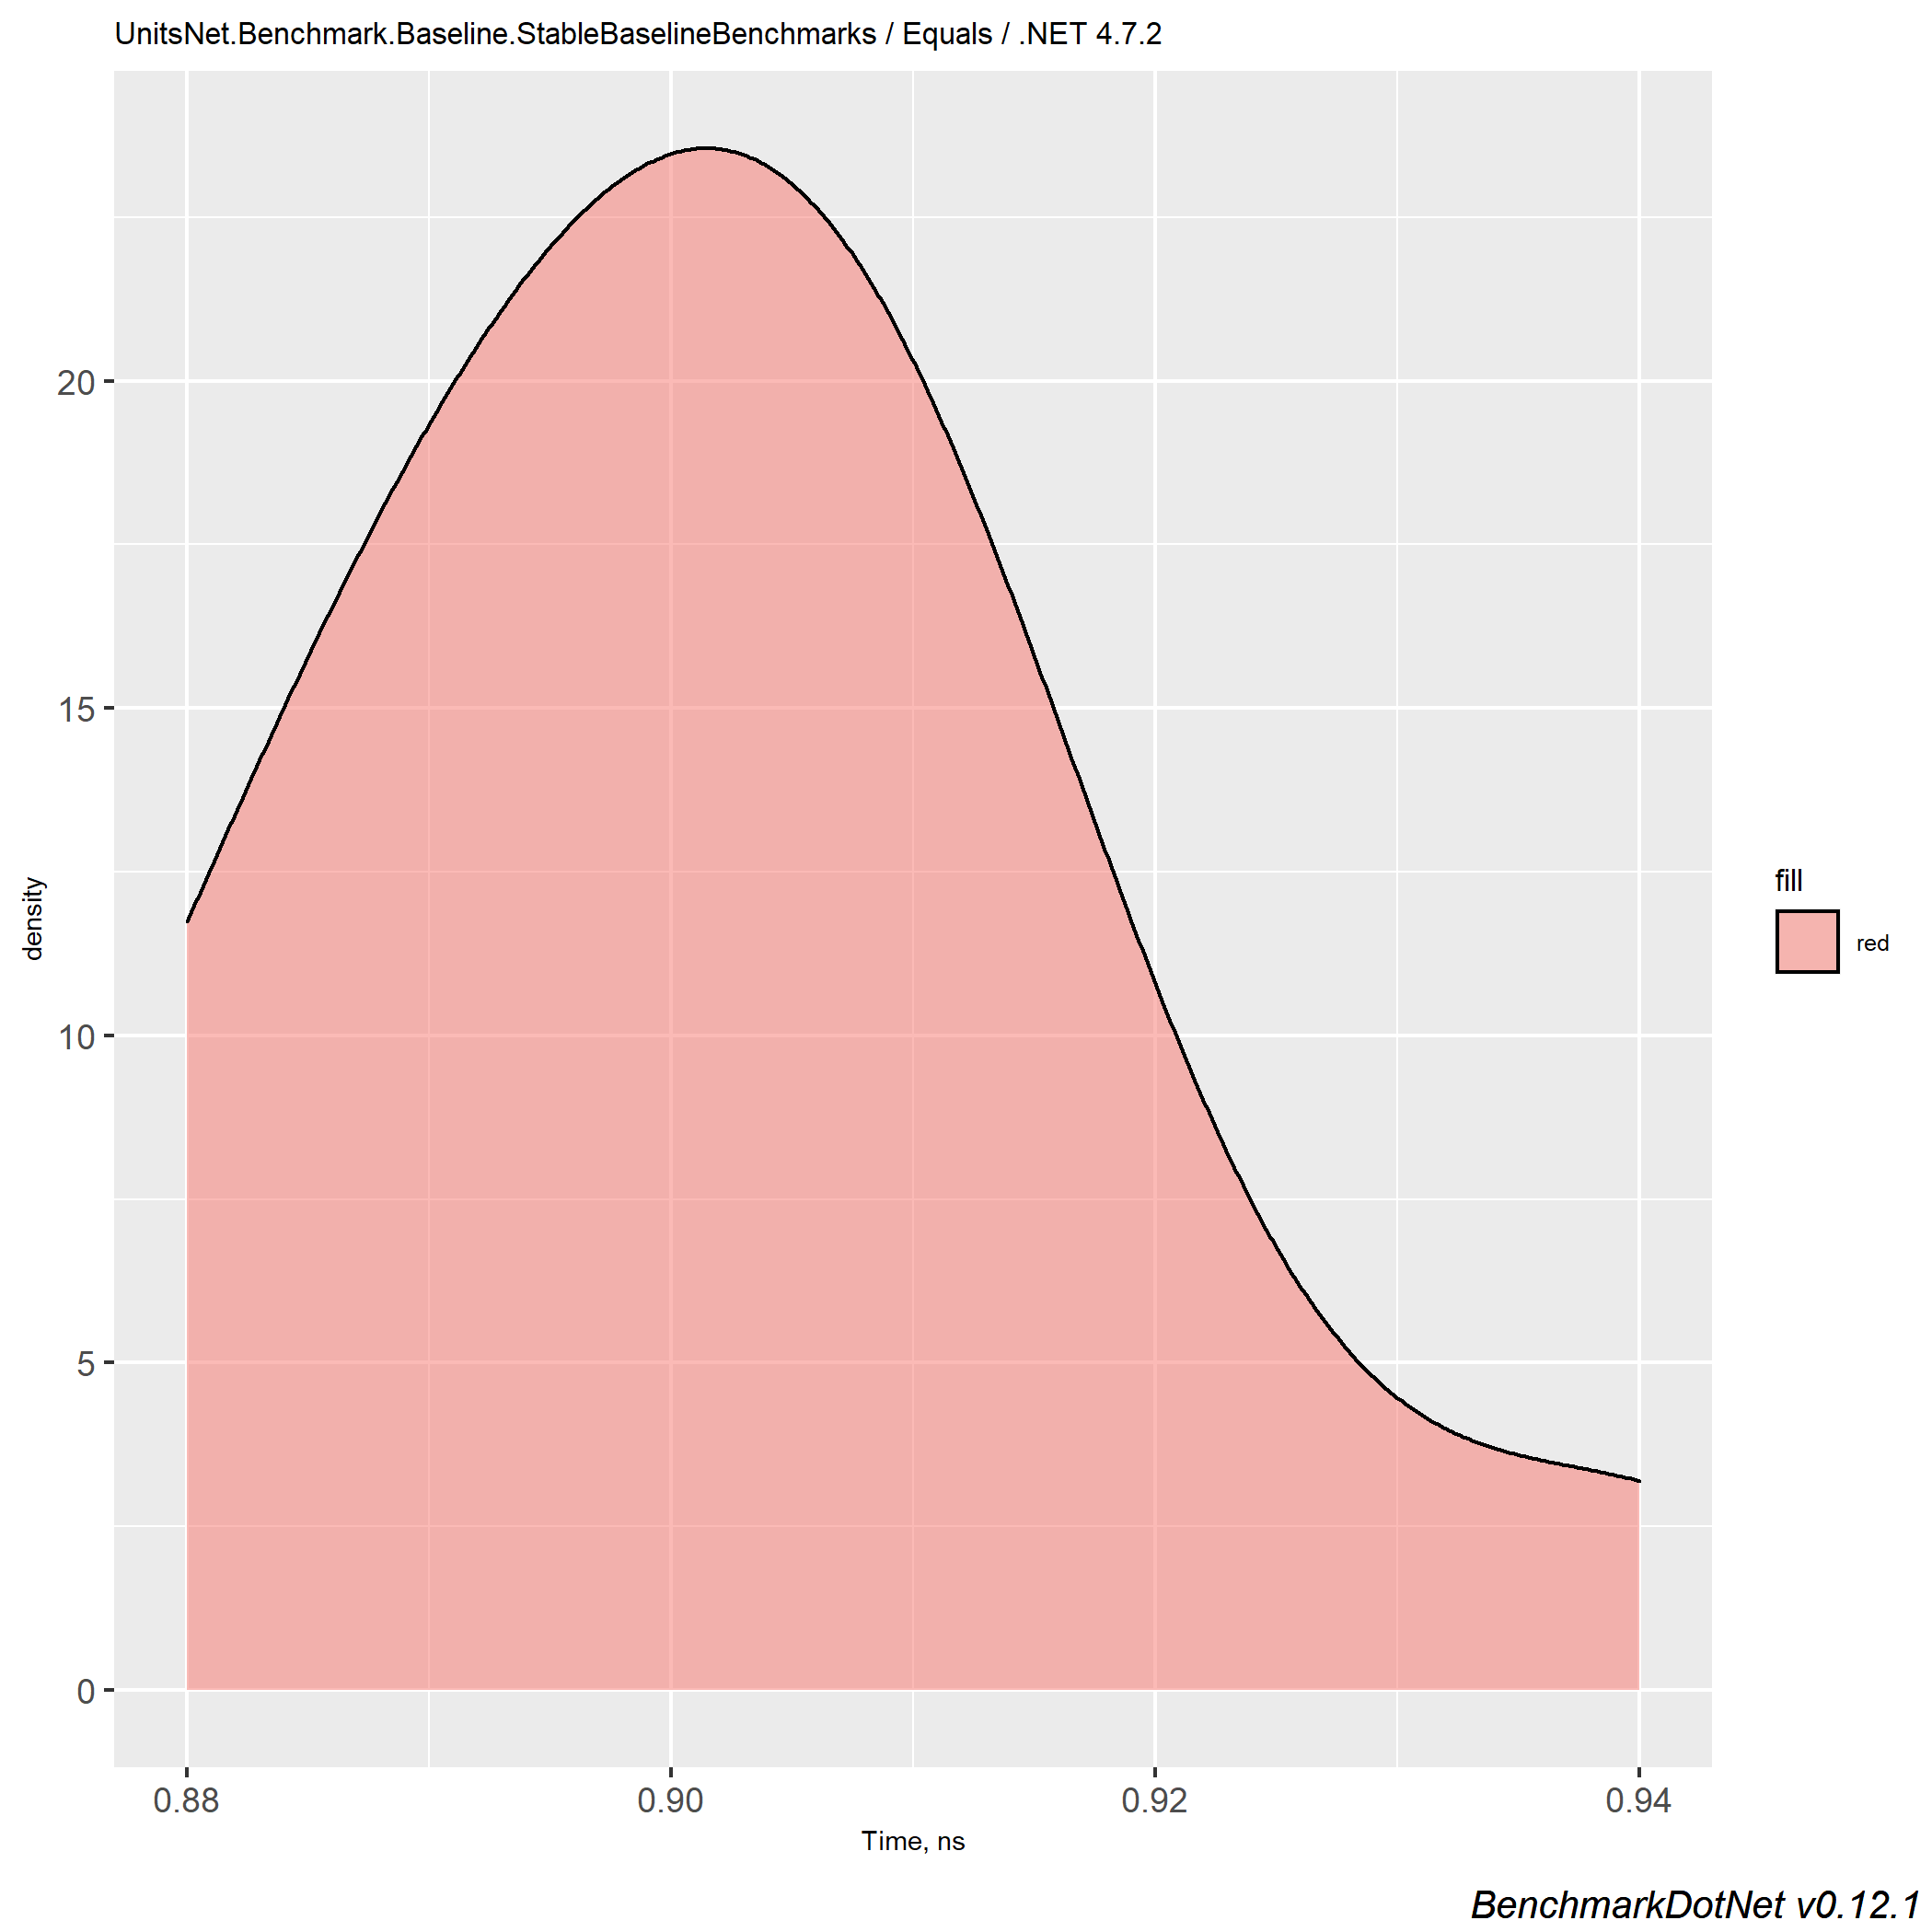 UnitsNet.Benchmark.Baseline.StableBaselineBenchmarks / Equals / .NET 4.7.2
20
15
10
5
0
density
0.88 0.90 0.92 0.94
Time, ns
fill
red
BenchmarkDotNet v0.12.1